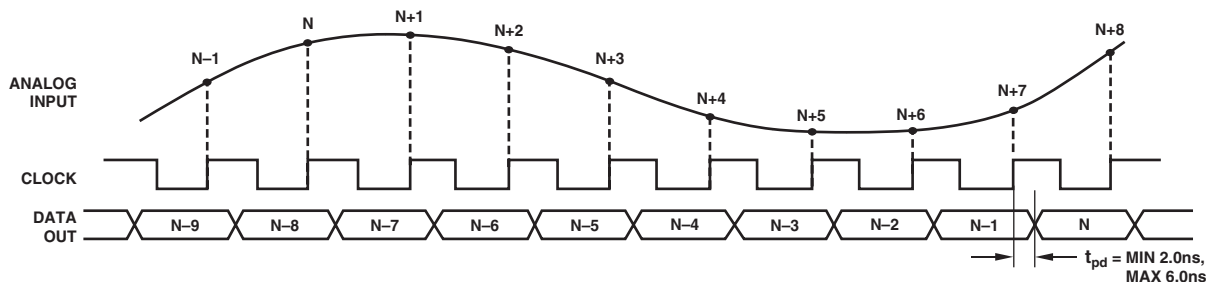 N–1
N
N+1
N+2
N+3
N+4
N+5
N+6
N+7
N+8
ANALOG
INPUT
CLOCK
DATA
OUT
N–9
N–8
N–7
N–6
N–5
N–4
N–3
N–2
N–1
N
tpd = MIN 2.0ns,
MAX 6.0ns